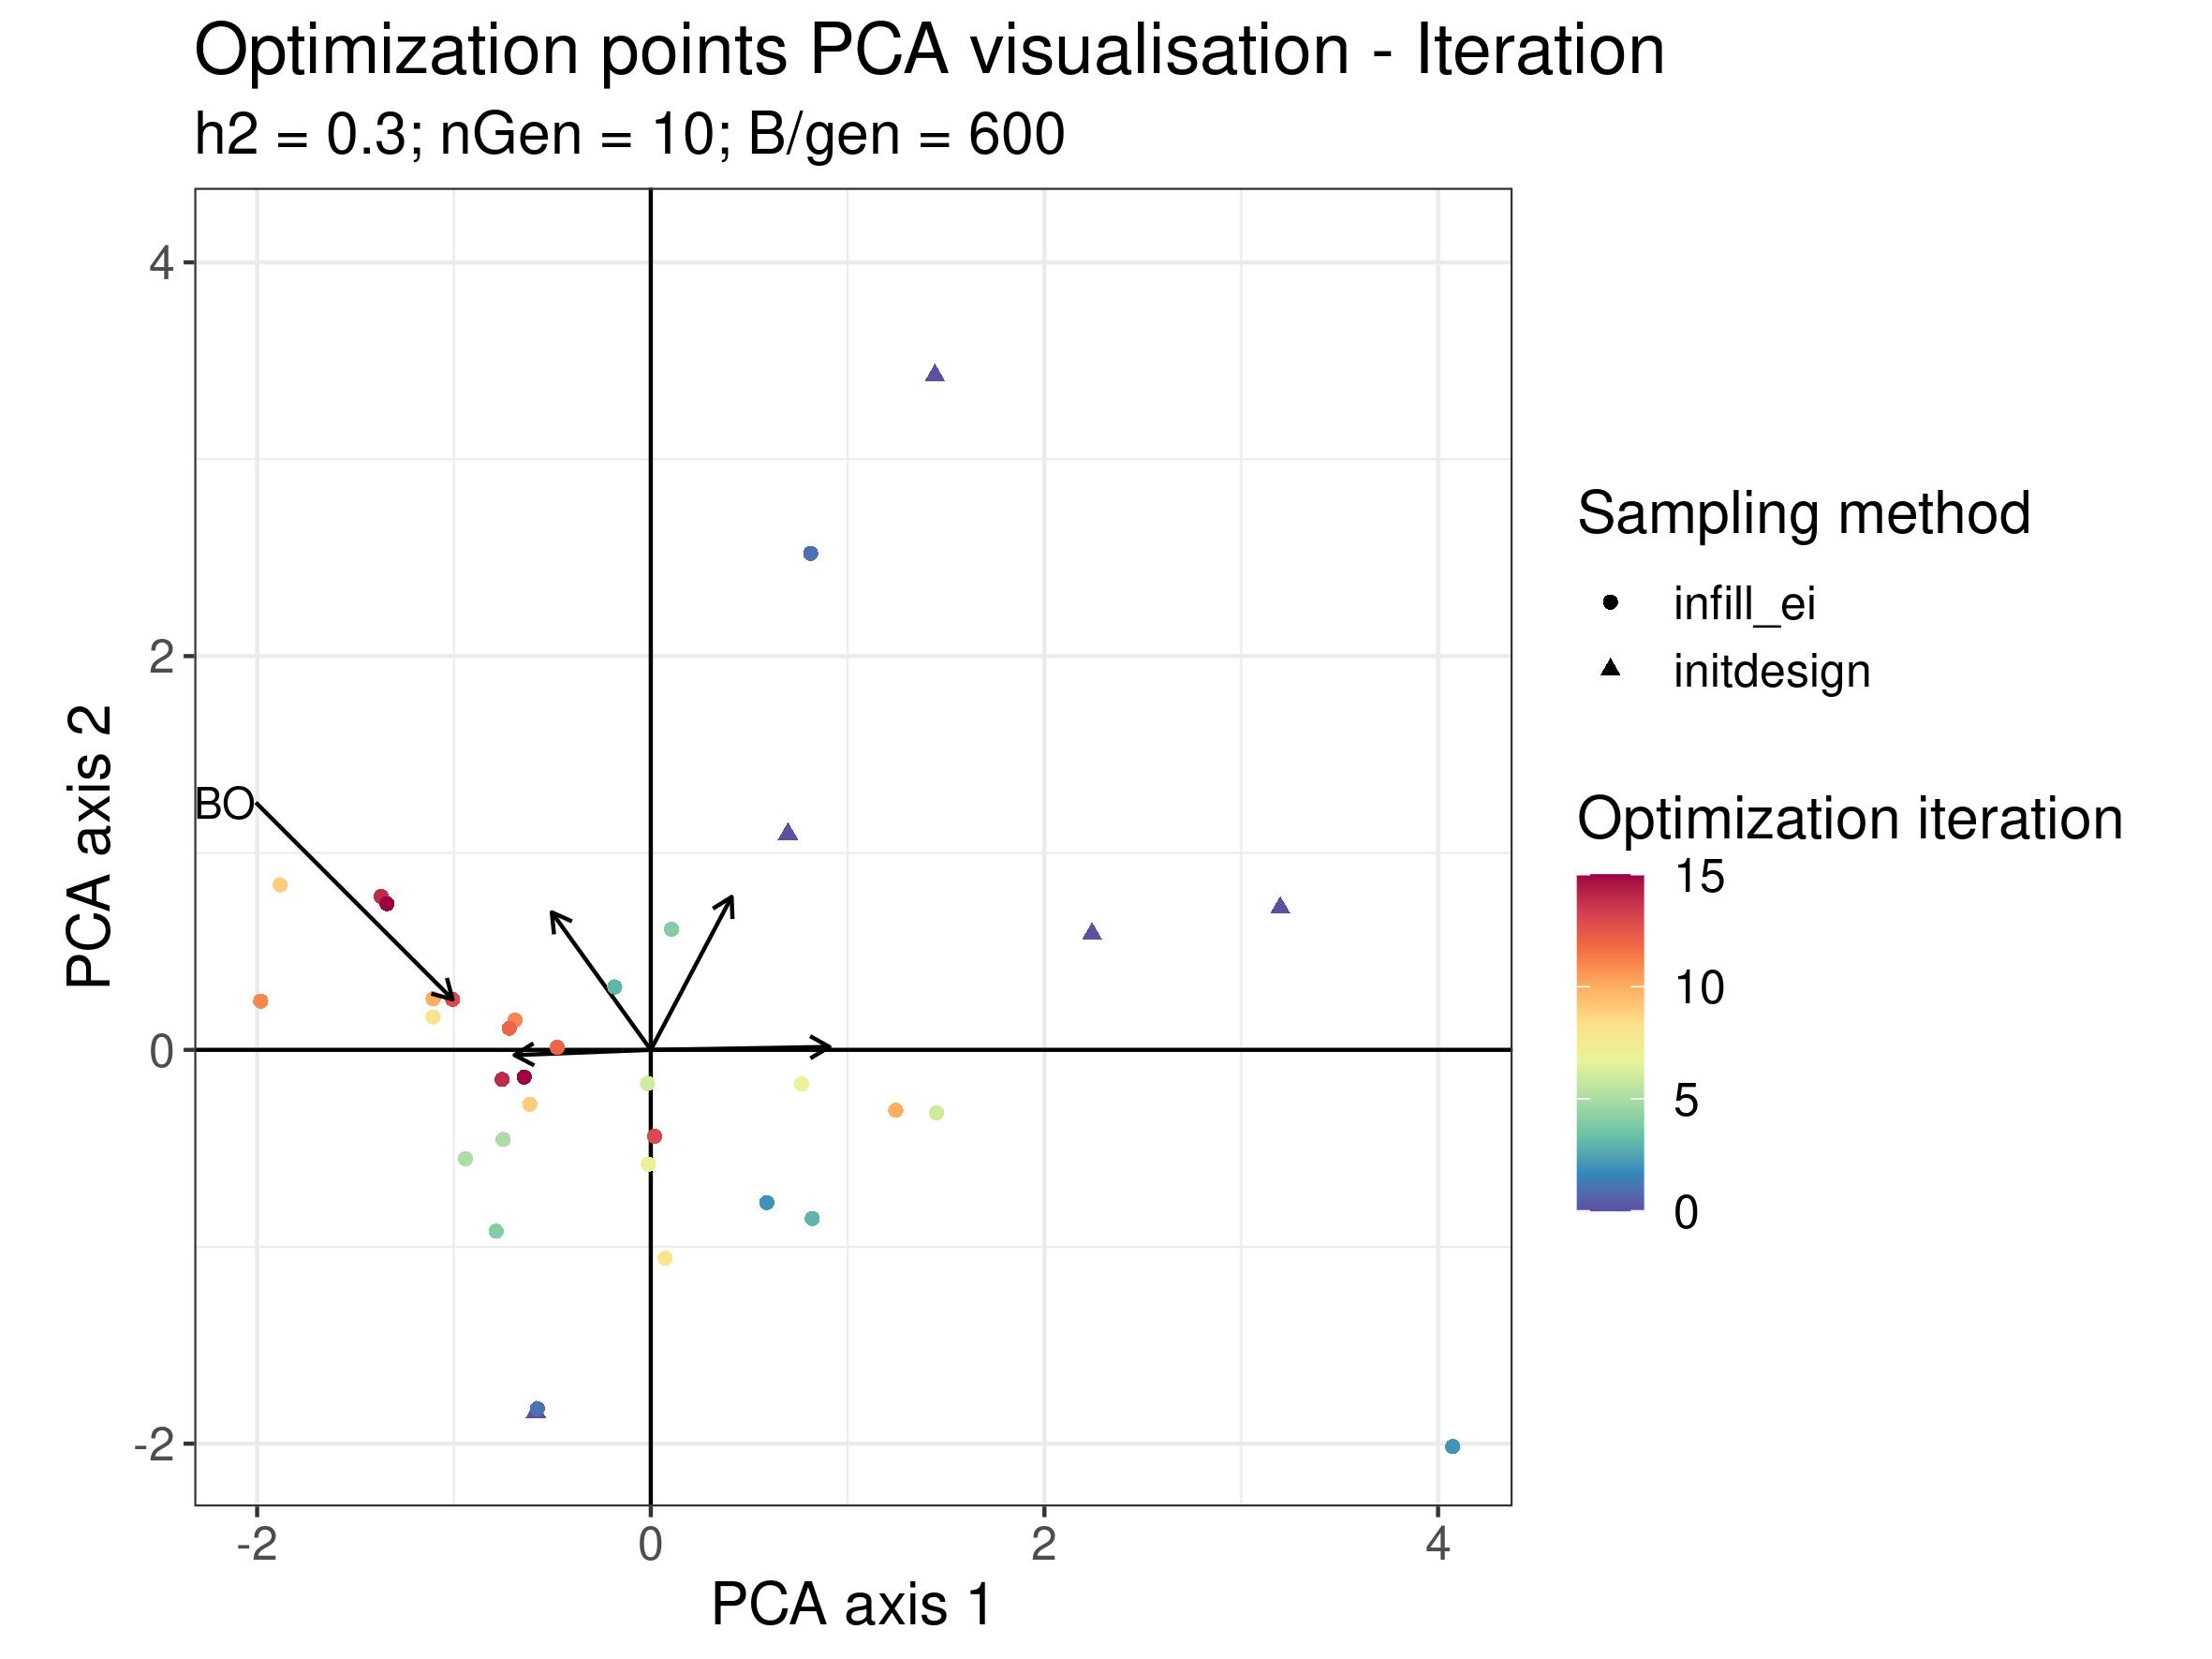 Optimization points PCA visualisation - Iteration
h2 = 0.3; nGen = 10; B/gen = 600
4
2
0
-2
PCA axis 2
BO
-2
0
2
4
PCA axis 1
Sampling method
infill_ei
initdesign
Optimization iteration
15
10
5
0